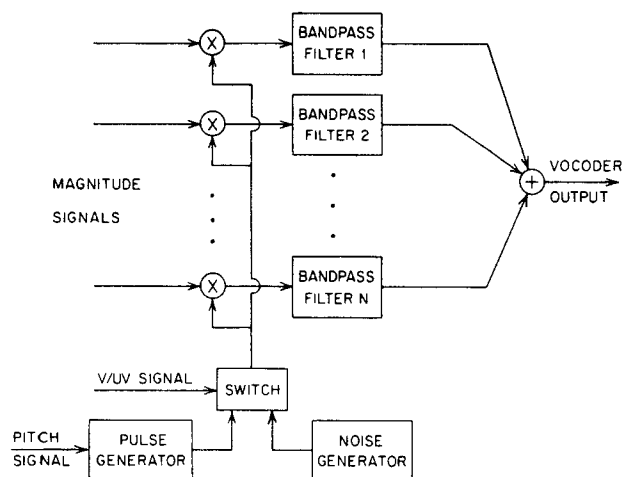 X
BANDPASS
FILTER 1
X
BANDPASS
FILTER 2
MAGNITUDE
SIGNALS
+
VOCODER
OUTPUT
X
BANDPASS
FILTER N
V/UV SIGNAL
SWITCH
PITCH
SIGNAL
PULSE
GENERATOR
NOISE
GENERATOR